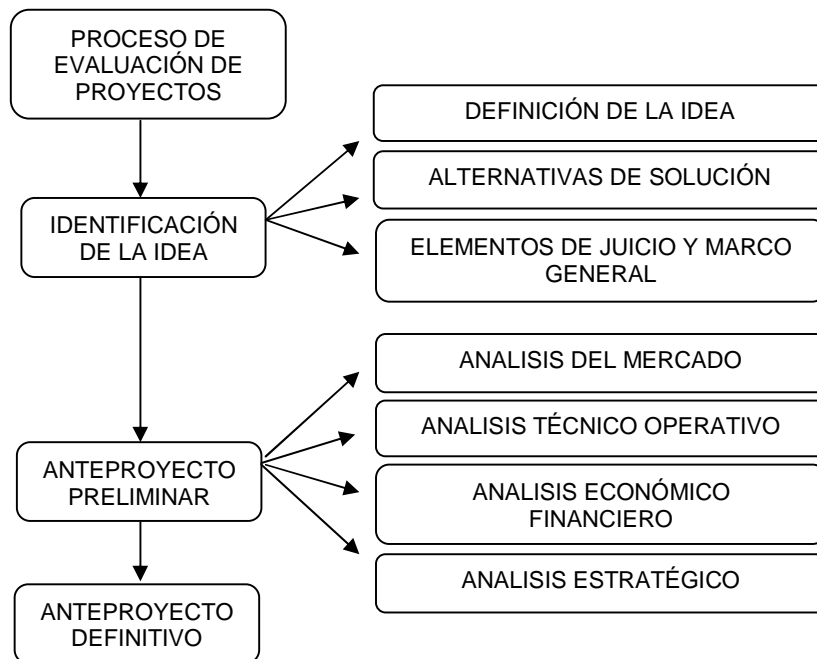 PROCESO DE
EVALUACIÓN DE
PROYECTOS
DEFINICIÓN DE LA IDEA
ALTERNATIVAS DE SOLUCIÓN
IDENTIFICACIÓN
DE LA IDEA
ELEMENTOS DE JUICIO Y MARCO
GENERAL
ANALISIS DEL MERCADO
ANALISIS TÉCNICO OPERATIVO
ANTEPROYECTO
PRELIMINAR
ANALISIS ECONÓMICO
FINANCIERO
ANALISIS ESTRATÉGICO
ANTEPROYECTO
DEFINITIVO